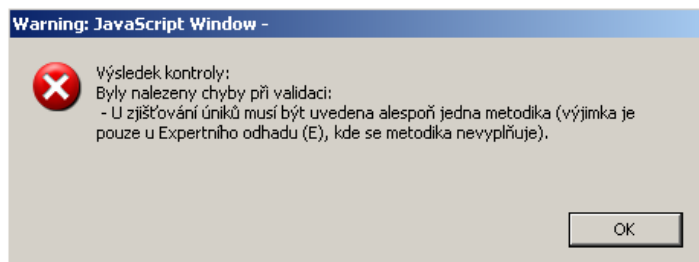 Warning: JavaScript Window -
Výsledek kontroly:
Byly nalezeny chyby při validaci:
- U zjišťování úniků musí být uvedena alespoň jedna metodika (výjimka je
pouze u Expertního odhadu (E), kde se metodika nevyplňuje).
OK